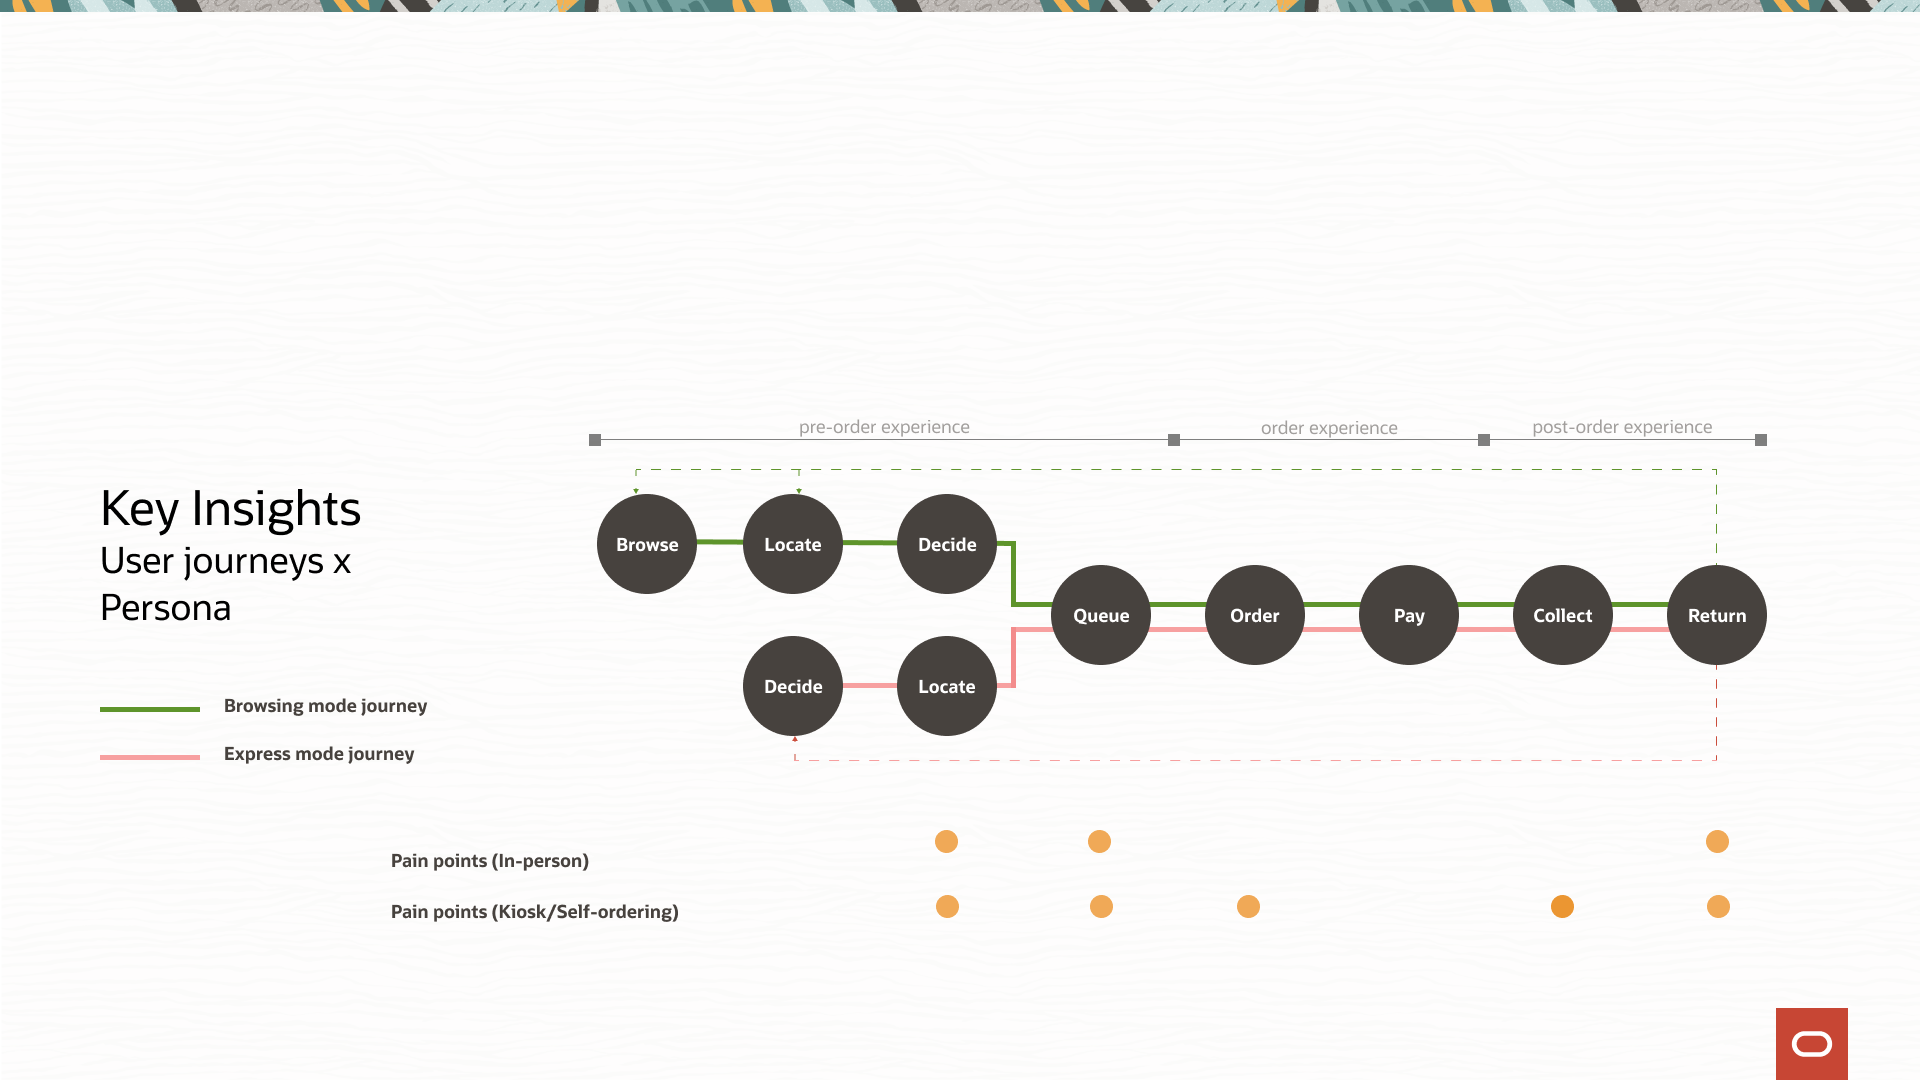 pre-order experience
order experience
post-order experience
Key Insights
User journeys x
Persona
Browse
Locate
Decide
Queue
Order
Pay
Collect
Return
Decide
Locate
Browsing mode journey
Express mode journey
Pain points (In-person)
Pain points (Kiosk/Self-ordering)